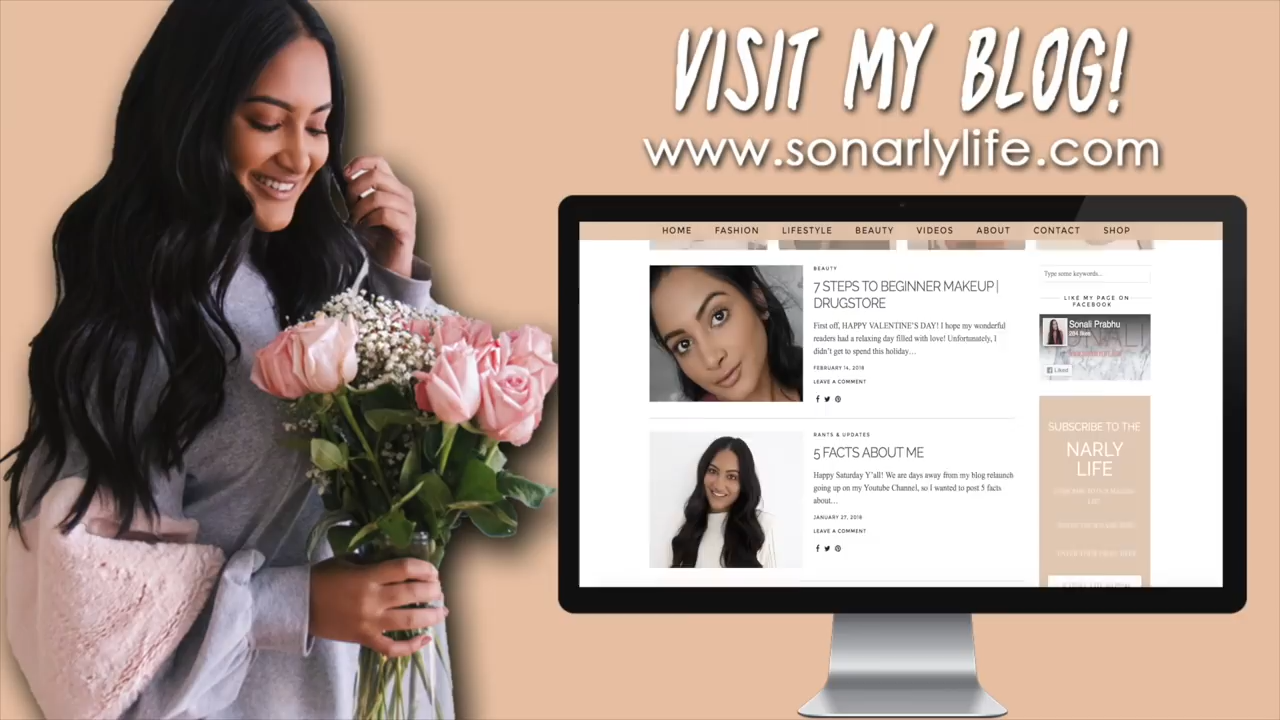 VISIT MY BLOG!
www.sonarlylife.com
HOME FASHION LIFESTYLE BEAUTY VIDEOS ABOUT CONTACT SHOP
BEAUTY
7 STEPS TO BEGINNER MAKEUP |
DRUGSTORE
First off, HAPPY VALENTINE'S DAY! I hope my wonderful
readers had a relaxing day filled with love! Unfortunately, I
didn't get to spend this holiday…
FEBRUARY 14, 2018
LEAVE A COMMENT
RANTS & UPDATES
5 FACTS ABOUT ME
Happy Saturday Y'all! We are days away from my blog relaunch
going up on my Youtube Channel, so I wanted to post 5 facts
about…
JANUARY 27, 2018
LEAVE A COMMENT
Type some keywords...
LIKE MY PAGE ON
FACEBOOK
Sonali Prabhu
284 likes
Liked
SUBSCRIBE TO THE
NARLY
LIFE